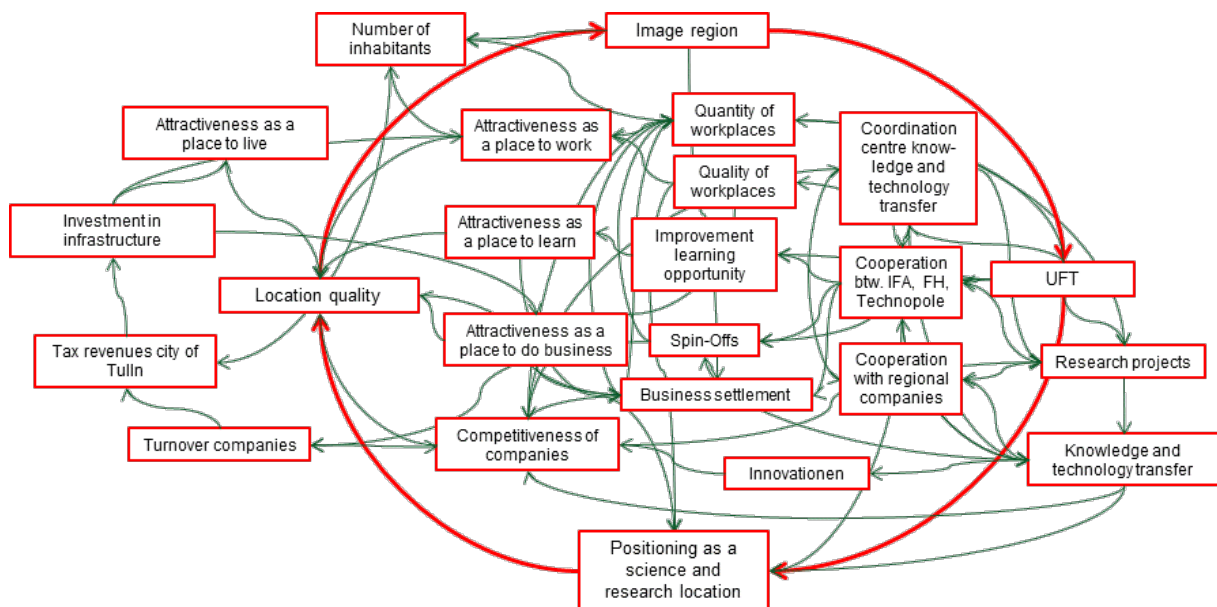 Number of
inhabitants
Image region
Attractiveness as a
place to live
Attractiveness as
a place to work
Quantity of
workplaces
Coordination
centre know-
ledge and
technology
transfer
Quality of
workplaces
Investment in
infrastructure
Attractiveness as
a place to learn
Improvement
learning
opportunity
Cooperation
btw. IFA, FH,
Technopole
UFT
Location quality
Attractiveness as a
place to do business
Spin-Offs
Tax revenues city of
Tulln
Research projects
Cooperation
with regional
companies
Business settlement
Turnover companies
Competitiveness of
companies
Innovationen
Knowledge and
technology transfer
Positioning as a
science and
research location